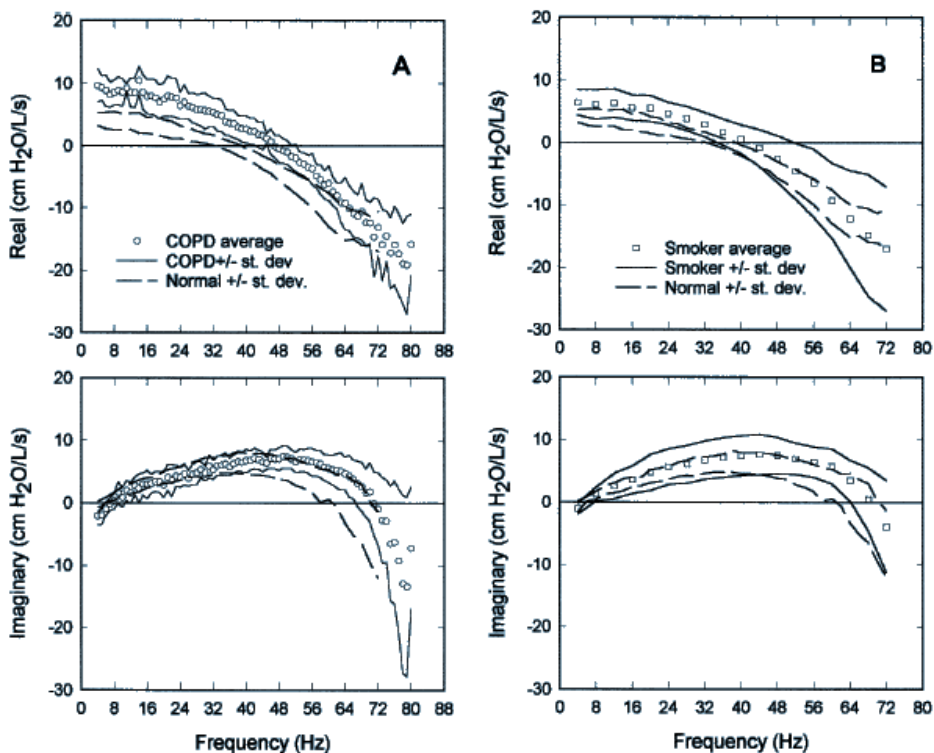 A
Real (cm H₂O/L/s)
20
10
0
-10
-20
-30
COPD average
COPD+/- st. dev
Normal +/- st. dev.
0 8 16 24 32 40 48 56 64 72 80 88
B
Real (cm H₂O/L/s)
20
10
0
-10
-20
-30
Smoker average
Smoker +/- st. dev
Normal +/- st. dev.
0 8 16 24 32 40 48 56 64 72 80
Imaginary (cm H₂O/L/s)
20
10
0
-10
-20
-30
0 8 16 24 32 40 48 56 64 72 80 88
Frequency (Hz)
Imaginary (cm H₂O/L/s)
20
10
0
-10
-20
-30
0 8 16 24 32 40 48 56 64 72 80
Frequency (Hz)